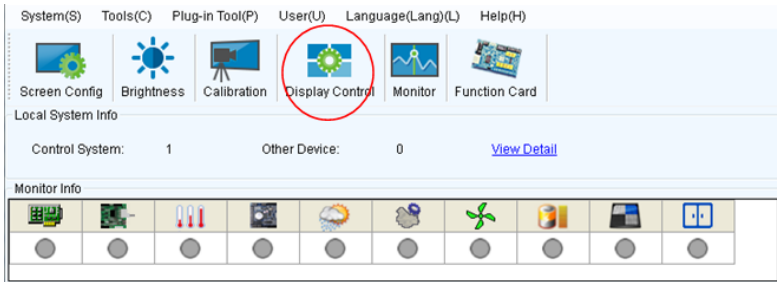 System(S) Tools(C) Plug-in Tool(P) User(U) Language(Lang)(L) Help(H)
Screen Config Brightness Calibration Display Control Monitor Function Card
Local System Info
Control System: 1 Other Device: 0 View Detail
Monitor Info